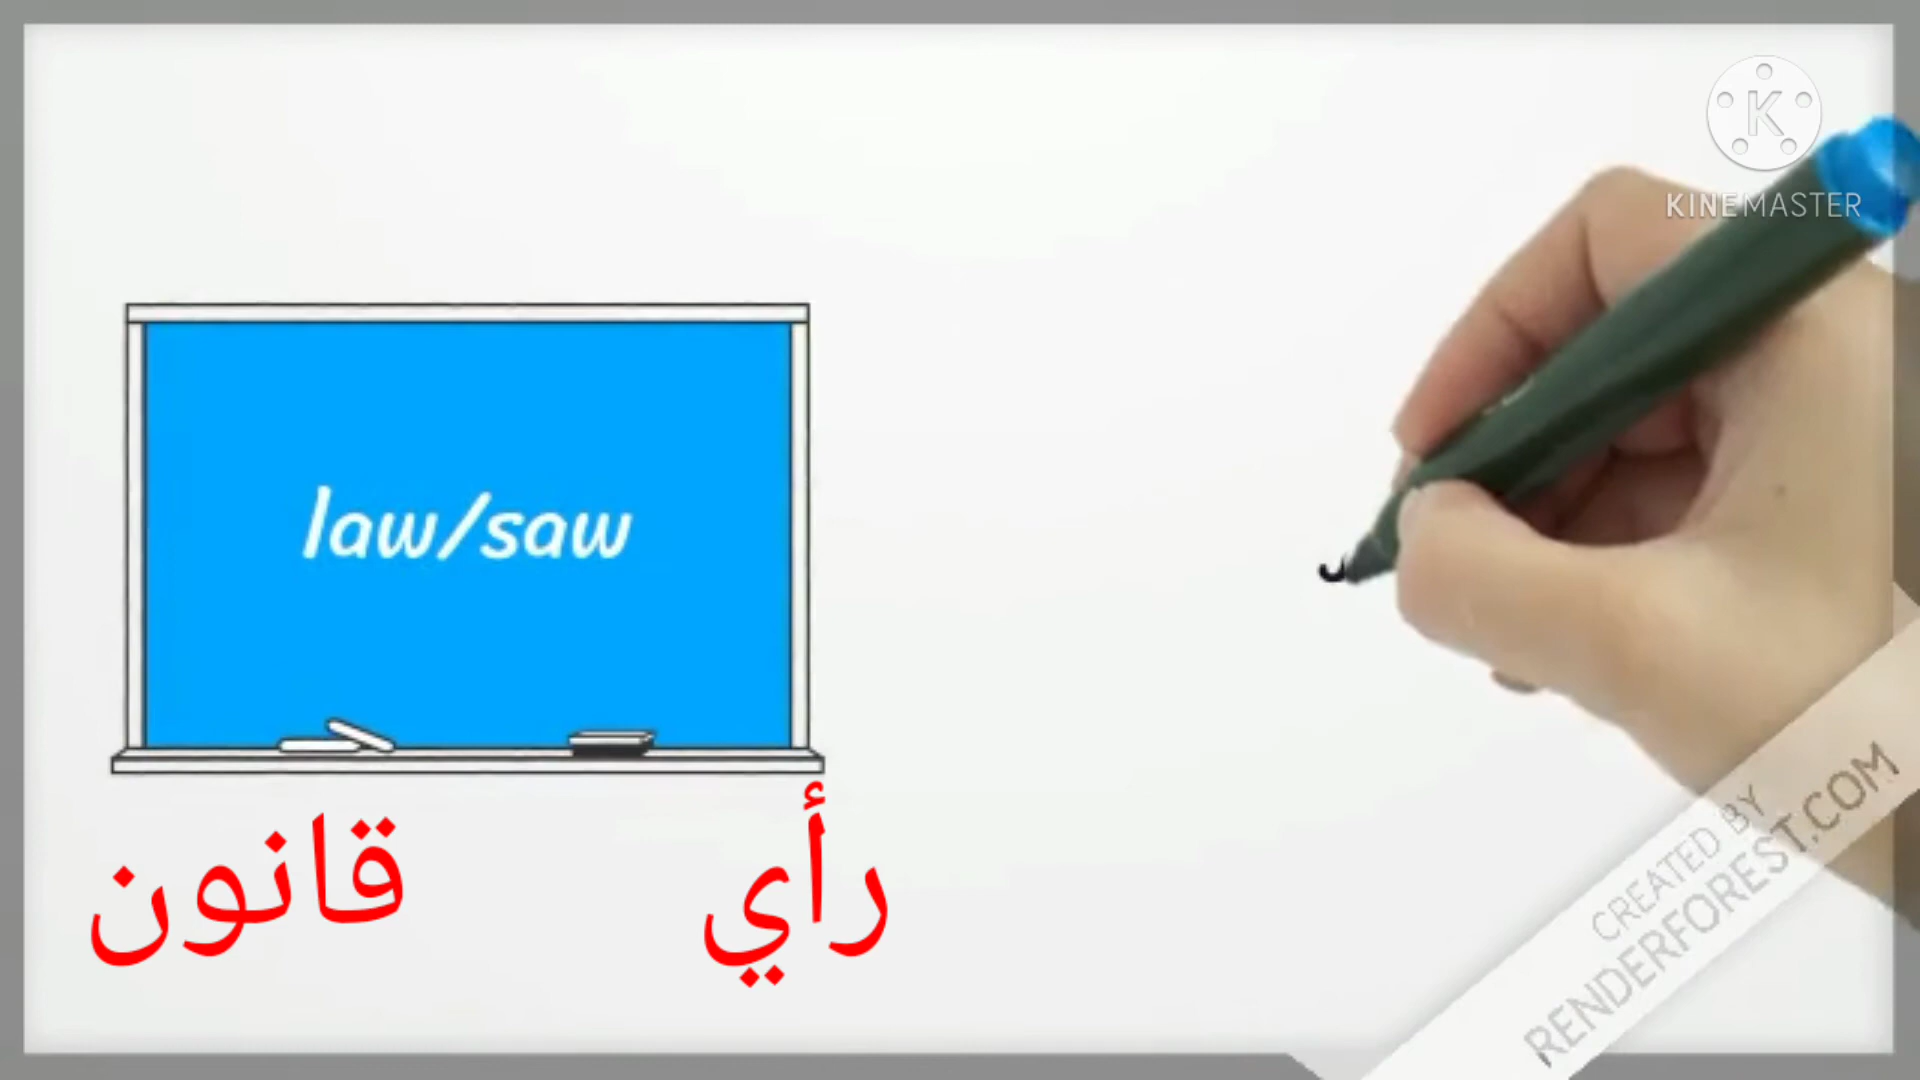 K
KINEMASTER
law/saw
قانون رأي
CREATED BY
RENDERFOREST.COM